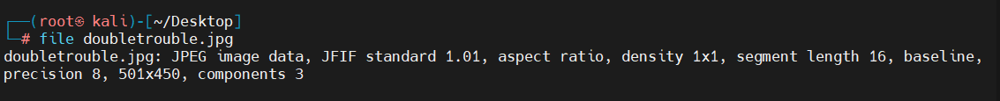 ┌──(root㉿ kali)-[~/Desktop]
└─# file doubletrouble.jpg
doubletrouble.jpg: JPEG image data, JFIF standard 1.01, aspect ratio, density 1x1, segment length 16, baseline,
precision 8, 501x450, components 3